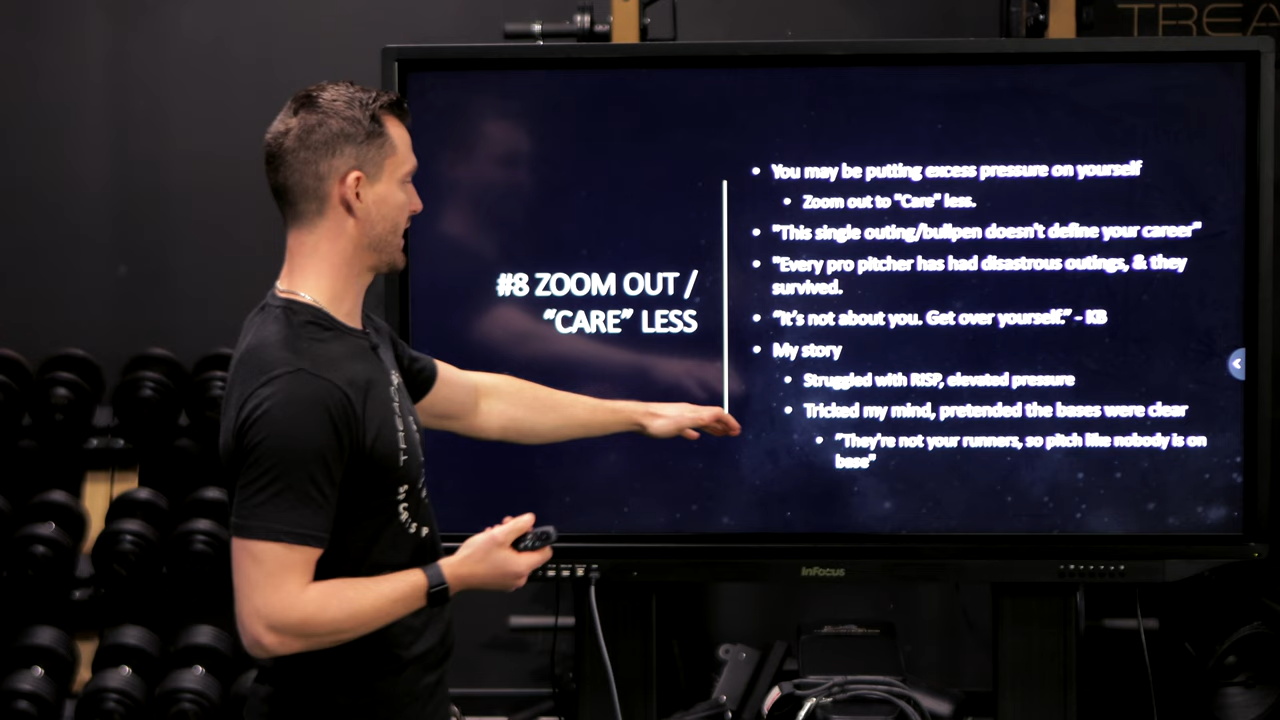 TREA
#8 ZOOM OUT /
“CARE” LESS
• You may be putting excess pressure on yourself
• Zoom out to "Care" less.
• "This single outing/bullpen doesn't define your career"
• "Every pro pitcher has had disastrous outings, & they
survived.
• “It’s not about you. Get over yourself.” - KB
• My story
• Struggled with RISP, elevated pressure
• Tricked my mind, pretended the bases were clear
• "They're not your runners, so pitch like nobody is on
base"
InFocus